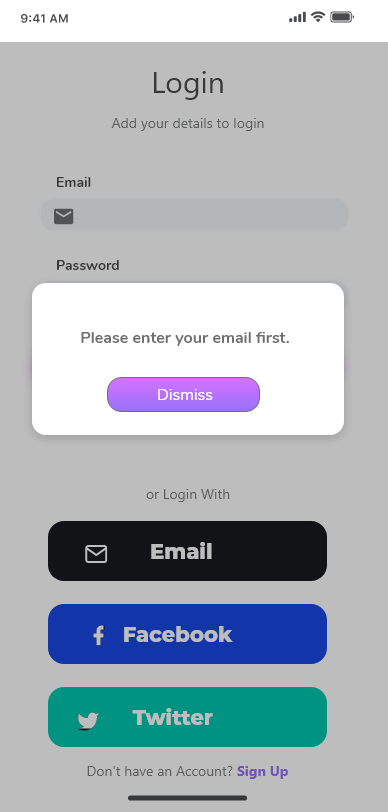 9:41 AM
Login
Add your details to login
Email
Password
Please enter your email first.
Dismiss
or Login With
Email
Facebook
Twitter
Don't have an Account? Sign Up